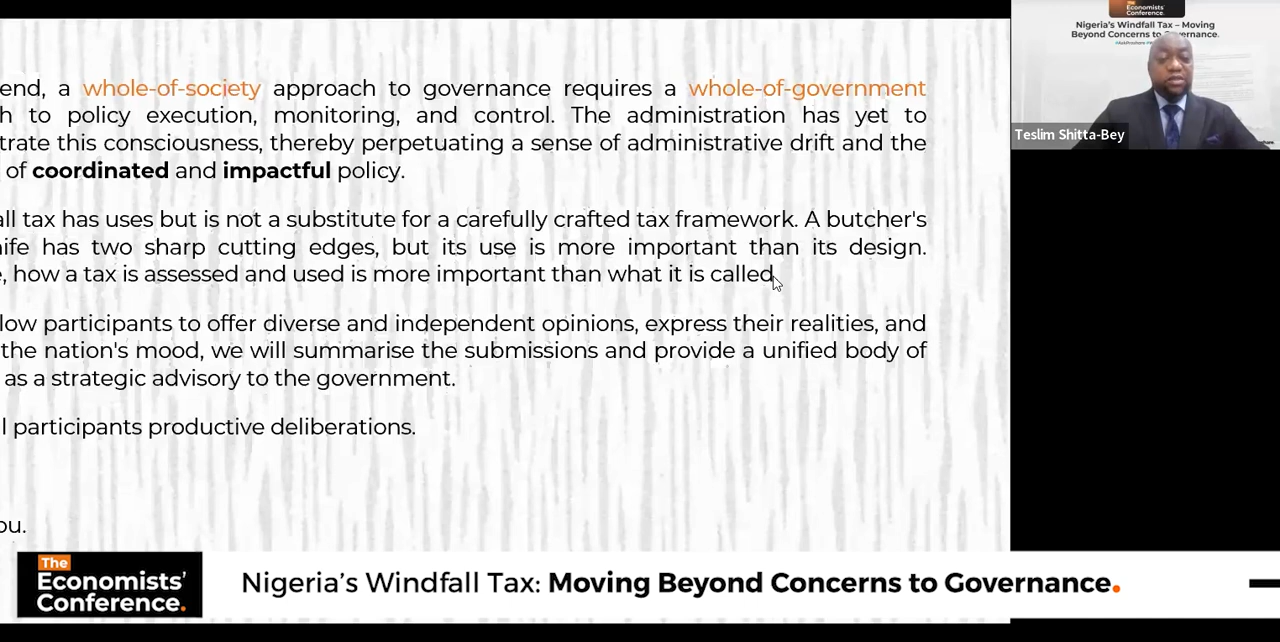 end, a whole-of-society approach to governance requires a whole-of-government
h to policy execution, monitoring, and control. The administration has yet to
trate this consciousness, thereby perpetuating a sense of administrative drift and the
of coordinated and impactful policy.
all tax has uses but is not a substitute for a carefully crafted tax framework. A butcher's
nife has two sharp cutting edges, but its use is more important than its design.
e, how a tax is assessed and used is more important than what it is called.
low participants to offer diverse and independent opinions, express their realities, and
the nation's mood, we will summarise the submissions and provide a unified body of
as a strategic advisory to the government.
l participants productive deliberations.
ou.
The
Economists'
Conference.
Nigeria's Windfall Tax: Moving Beyond Concerns to Governance.
The
Economists'
Conference.
Nigeria's Windfall Tax – Moving
Beyond Concerns to Governance.
Teslim Shitta-Bey